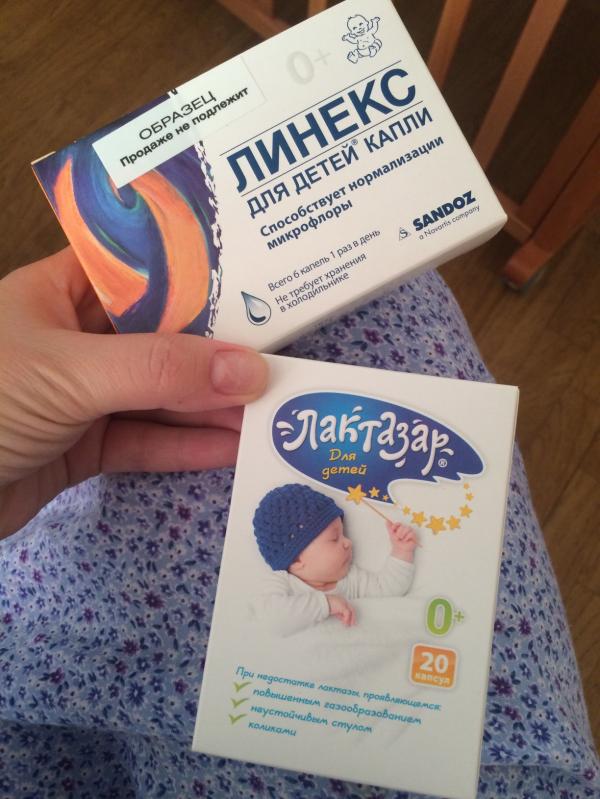 ОБРАЗЕЦ
Продаже не подлежит
0+
ЛИНЕКС
ДЛЯ ДЕТЕЙ® КАПЛИ
Способствует нормализации
микрофлоры
Всего 6 капель 1 раз в день
Не требует хранения
в холодильнике
SANDOZ
a Novartis company
Лактазар®
Для
детей
0+
20
капсул
При недостатке лактазы, проявляющемся:
повышенным газообразованием
неустойчивым стулом
коликами